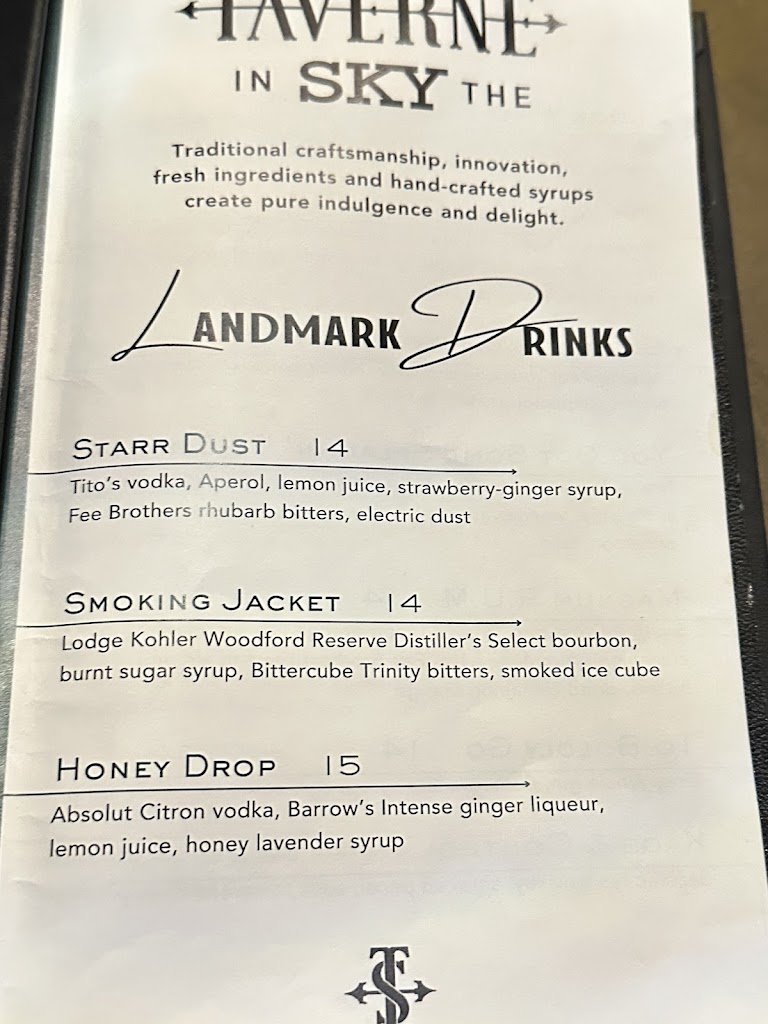 TAVERNE
IN SKY THE
Traditional craftsmanship, innovation,
fresh ingredients and hand-crafted syrups
create pure indulgence and delight.
LANDMARK DRINKS
STARR DUST 14
Tito's vodka, Aperol, lemon juice, strawberry-ginger syrup,
Fee Brothers rhubarb bitters, electric dust
SMOKING JACKET 14
Lodge Kohler Woodford Reserve Distiller's Select bourbon,
burnt sugar syrup, Bittercube Trinity bitters, smoked ice cube
HONEY DROP 15
Absolut Citron vodka, Barrow's Intense ginger liqueur,
lemon juice, honey lavender syrup
TS